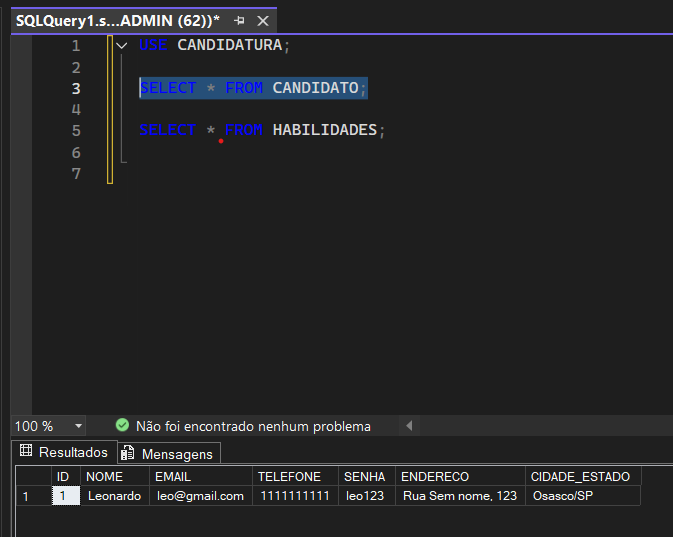 SQLQuery1.s...ADMIN (62))*
1 USE CANDIDATURA;
2
3 SELECT * FROM CANDIDATO;
4
5 SELECT * FROM HABILIDADES;
6
7
100 % Não foi encontrado nenhum problema
Resultados Mensagens
ID NOME EMAIL TELEFONE SENHA ENDERECO CIDADE_ESTADO
1 1 Leonardo leo@gmail.com 1111111111 leo123 Rua Sem nome, 123 Osasco/SP